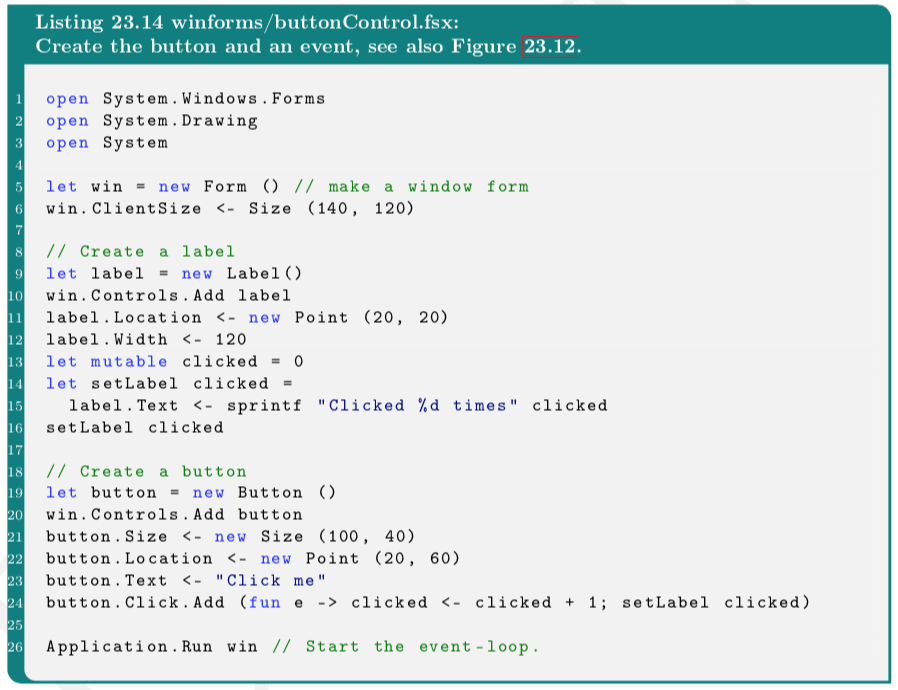 Listing 23.14 winforms/buttonControl.fsx:
Create the button and an event, see also Figure 23.12.
1 open System.Windows.Forms
2 open System.Drawing
3 open System
4
5 let win = new Form () // make a window form
6 win.ClientSize <- Size (140, 120)
7
8 // Create a label
9 let label = new Label()
10 win.Controls.Add label
11 label.Location <- new Point (20, 20)
12 label.Width <- 120
13 let mutable clicked = 0
14 let setLabel clicked =
15   label.Text <- sprintf "Clicked %d times" clicked
16 setLabel clicked
17
18 // Create a button
19 let button = new Button ()
20 win.Controls.Add button
21 button.Size <- new Size (100, 40)
22 button.Location <- new Point (20, 60)
23 button.Text <- "Click me"
24 button.Click.Add (fun e -> clicked <- clicked + 1; setLabel clicked)
25
26 Application.Run win // Start the event-loop.